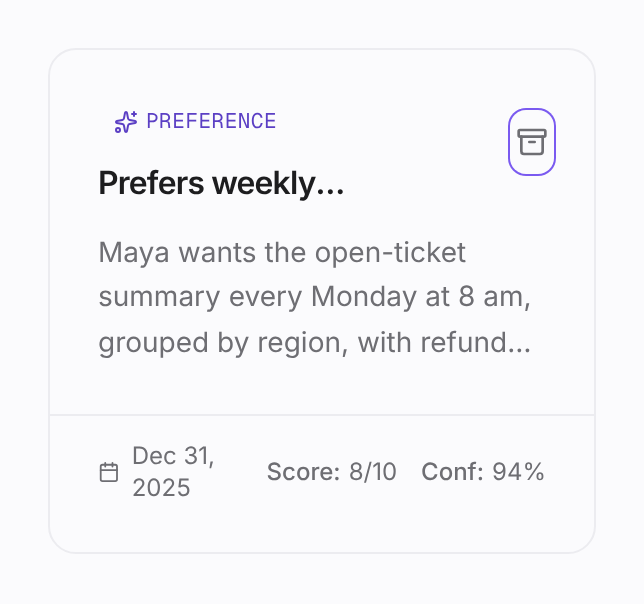 PREFERENCE
Prefers weekly...
Maya wants the open-ticket
summary every Monday at 8 am,
grouped by region, with refund...
Dec 31,
2025
Score: 8/10 Conf: 94%